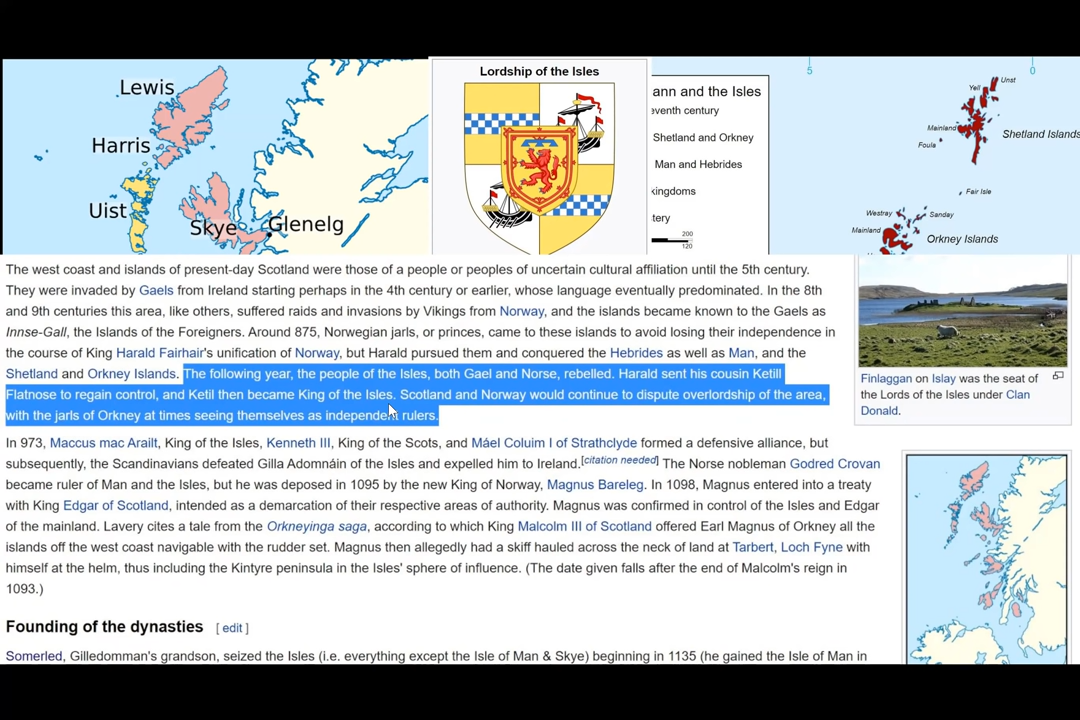 Lewis
Harris
Uist
Skye
Glenelg
Lordship of the Isles
ann and the Isles
eventh century
Shetland and Orkney
Man and Hebrides
kingdoms
tery
200
120
5
0
Unst
Yell
Mainland
Shetland Islands
Foula
Fair Isle
Westray
Sanday
Mainland
Orkney Islands
The west coast and islands of present-day Scotland were those of a people or peoples of uncertain cultural affiliation until the 5th century.
They were invaded by Gaels from Ireland starting perhaps in the 4th century or earlier, whose language eventually predominated. In the 8th
and 9th centuries this area, like others, suffered raids and invasions by Vikings from Norway, and the islands became known to the Gaels as
Innse-Gall, the Islands of the Foreigners. Around 875, Norwegian jarls, or princes, came to these islands to avoid losing their independence in
the course of King Harald Fairhair's unification of Norway, but Harald pursued them and conquered the Hebrides as well as Man, and the
Shetland and Orkney Islands. The following year, the people of the Isles, both Gael and Norse, rebelled. Harald sent his cousin Ketill
Flatnose to regain control, and Ketil then became King of the Isles. Scotland and Norway would continue to dispute overlordship of the area,
with the jarls of Orkney at times seeing themselves as independent rulers.
In 973, Maccus mac Arailt, King of the Isles, Kenneth III, King of the Scots, and Máel Coluim I of Strathclyde formed a defensive alliance, but
subsequently, the Scandinavians defeated Gilla Adomnáin of the Isles and expelled him to Ireland.[citation needed] The Norse nobleman Godred Crovan
became ruler of Man and the Isles, but he was deposed in 1095 by the new King of Norway, Magnus Bareleg. In 1098, Magnus entered into a treaty
with King Edgar of Scotland, intended as a demarcation of their respective areas of authority. Magnus was confirmed in control of the Isles and Edgar
of the mainland. Lavery cites a tale from the Orkneyinga saga, according to which King Malcolm III of Scotland offered Earl Magnus of Orkney all the
islands off the west coast navigable with the rudder set. Magnus then allegedly had a skiff hauled across the neck of land at Tarbert, Loch Fyne with
himself at the helm, thus including the Kintyre peninsula in the Isles' sphere of influence. (The date given falls after the end of Malcolm's reign in
1093.)
Founding of the dynasties [ edit ]
Somerled, Gilledomman's grandson, seized the Isles (i.e. everything except the Isle of Man & Skye) beginning in 1135 (he gained the Isle of Man in
Finlaggan on Islay was the seat of
the Lords of the Isles under Clan
Donald.